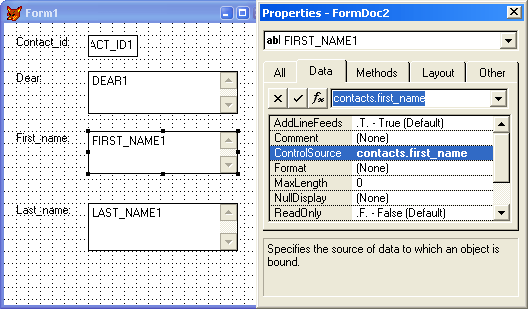 Form1
Contact_id:
ACT_ID1
Dear:
DEAR1
First_name:
FIRST_NAME1
Last_name:
LAST_NAME1
Properties - FormDoc2
ab FIRST_NAME1
All Data Methods Layout Other
fx contacts.first_name
AddLineFeeds .T. - True (Default)
Comment (None)
ControlSource contacts.first_name
Format (None)
MaxLength 0
NullDisplay (None)
ReadOnly .F. - False (Default)
Specifies the source of data to which an object is
bound.